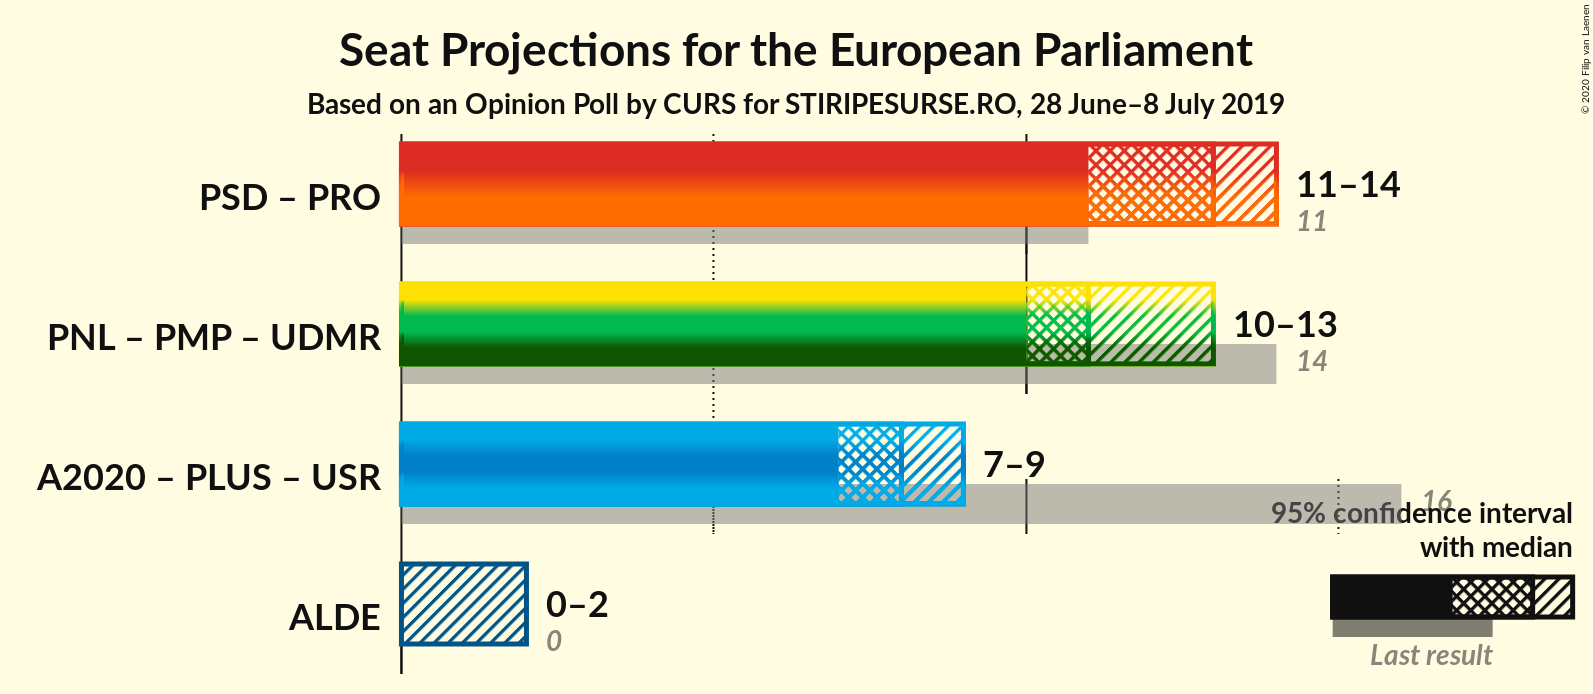 Seat Projections for the European Parliament
Based on an Opinion Poll by CURS for STIRIPESURSE.RO, 28 June–8 July 2019
© 2020 Filip van Laenen
PSD – PRO
11–14
11
PNL – PMP – UDMR
10–13
14
A2020 – PLUS – USR
7–9
16
95% confidence interval
with median
ALDE
0–2
0
Last result